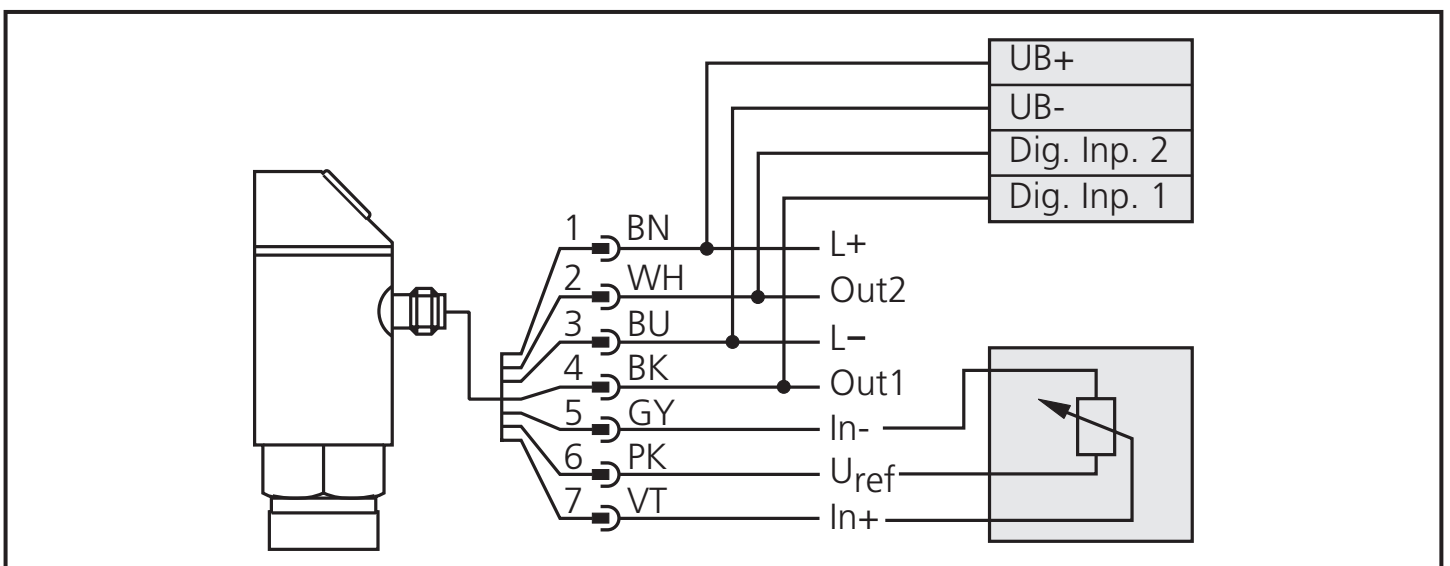 UB+
UB-
Dig. Inp. 2
Dig. Inp. 1
1 BN L+
2 WH Out2
3 BU L−
4 BK Out1
5 GY In-
6 PK Uref
7 VT In+